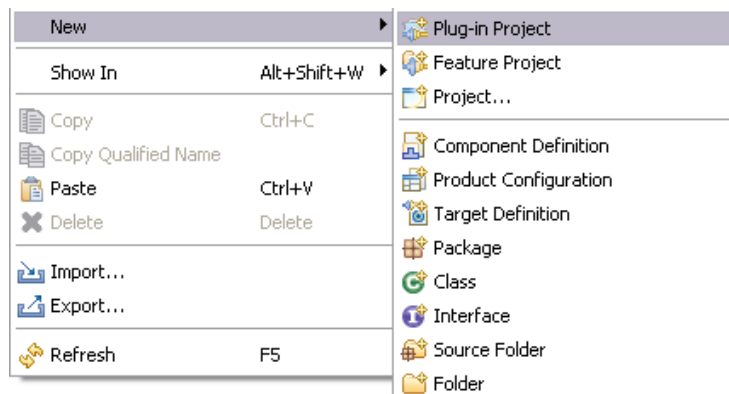 New
Show In Alt+Shift+W
Copy Ctrl+C
Copy Qualified Name
Paste Ctrl+V
Delete Delete
Import...
Export...
Refresh F5
Plug-in Project
Feature Project
Project...
Component Definition
Product Configuration
Target Definition
Package
Class
Interface
Source Folder
Folder